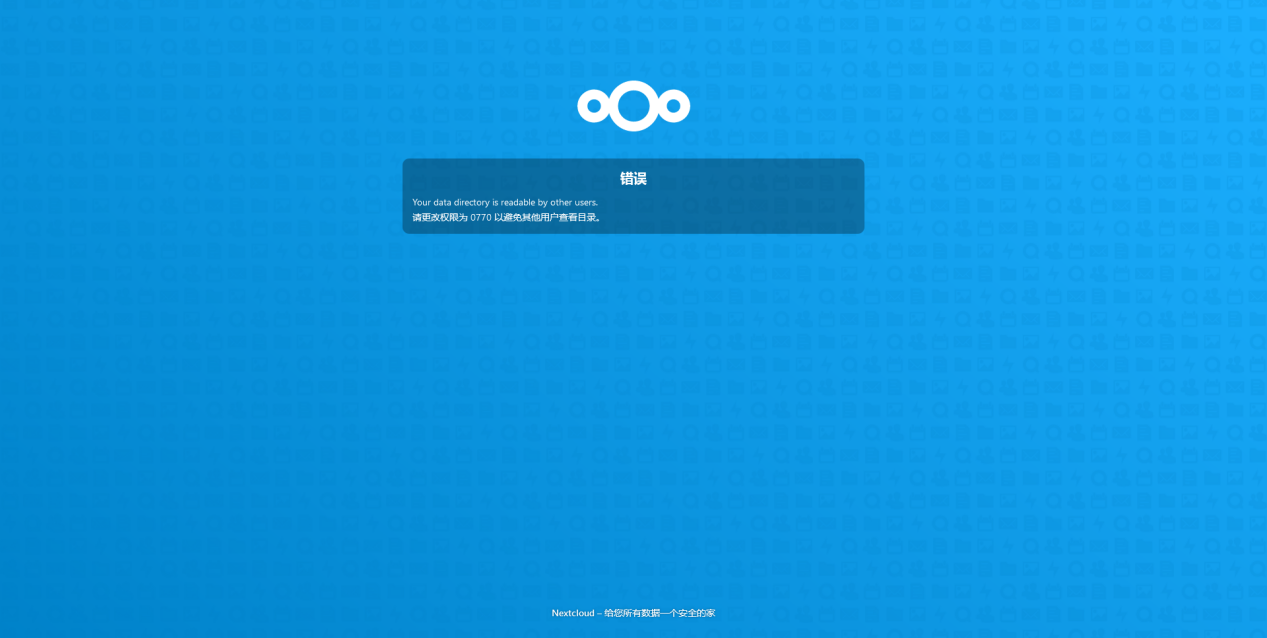 错误
Your data directory is readable by other users.
请更改权限为 0770 以避免其他用户查看目录。
Nextcloud – 给您所有数据一个安全的家